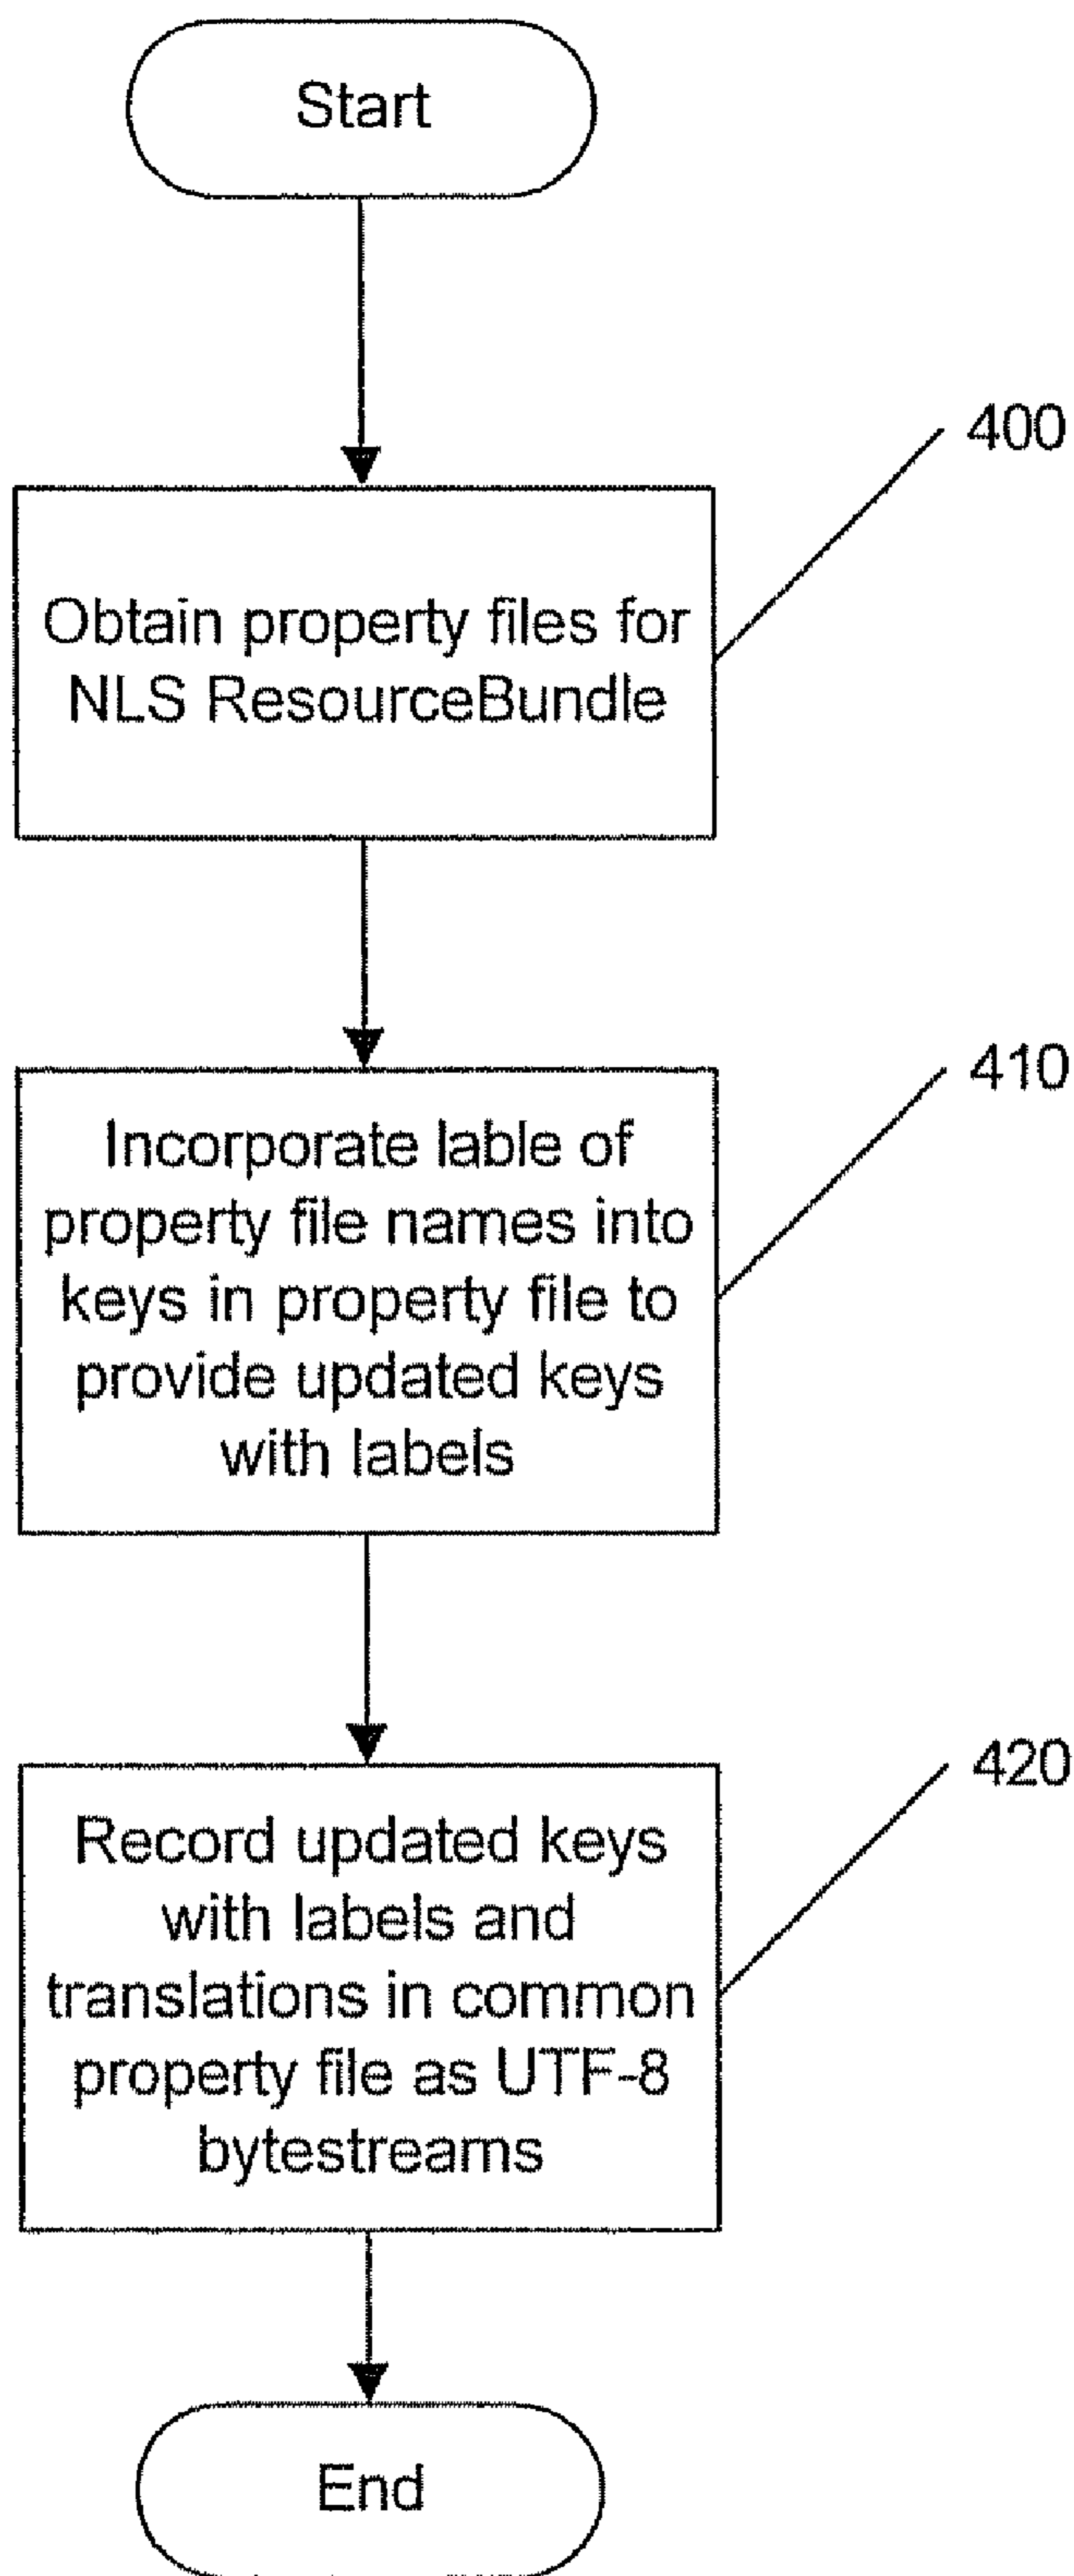 Start
400
Obtain property files for
NLS ResourceBundle
410
Incorporate lable of
property file names into
keys in property file to
provide updated keys
with labels
420
Record updated keys
with labels and
translations in common
property file as UTF-8
bytestreams
End